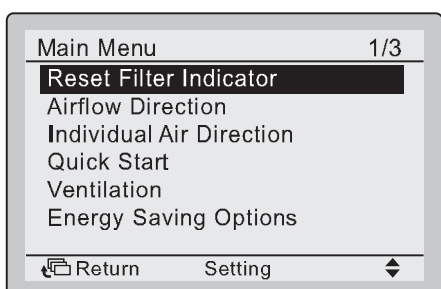 Main Menu 1/3
Reset Filter Indicator
Airflow Direction
Individual Air Direction
Quick Start
Ventilation
Energy Saving Options
Return Setting